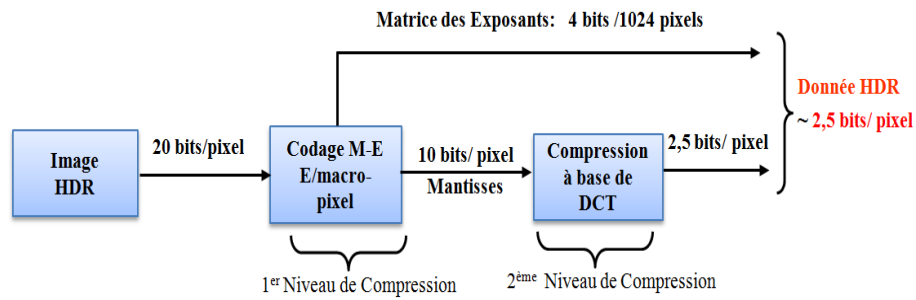 Matrice des Exposants: 4 bits /1024 pixels
Image
HDR
20 bits/pixel
Codage M-E
E/macro-
pixel
10 bits/ pixel
Mantisses
Compression
à base de
DCT
2,5 bits/ pixel
Donnée HDR
~ 2,5 bits/ pixel
1er Niveau de Compression
2ème Niveau de Compression